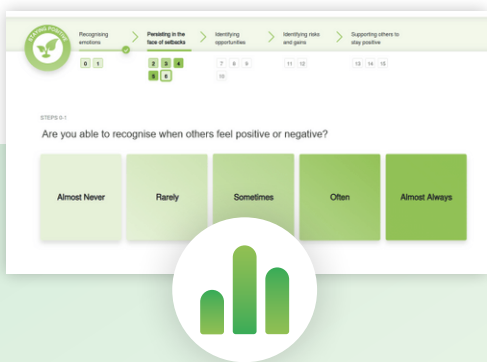 STAYING POSITIVE
Recognising emotions
Persisting in the face of setbacks
Identifying opportunities
Identifying risks and gains
Supporting others to stay positive
0 1
2 3 4
5 6
7 8 9
10
11 12
13 14 15
STEPS 0-1
Are you able to recognise when others feel positive or negative?
Almost Never
Rarely
Sometimes
Often
Almost Always